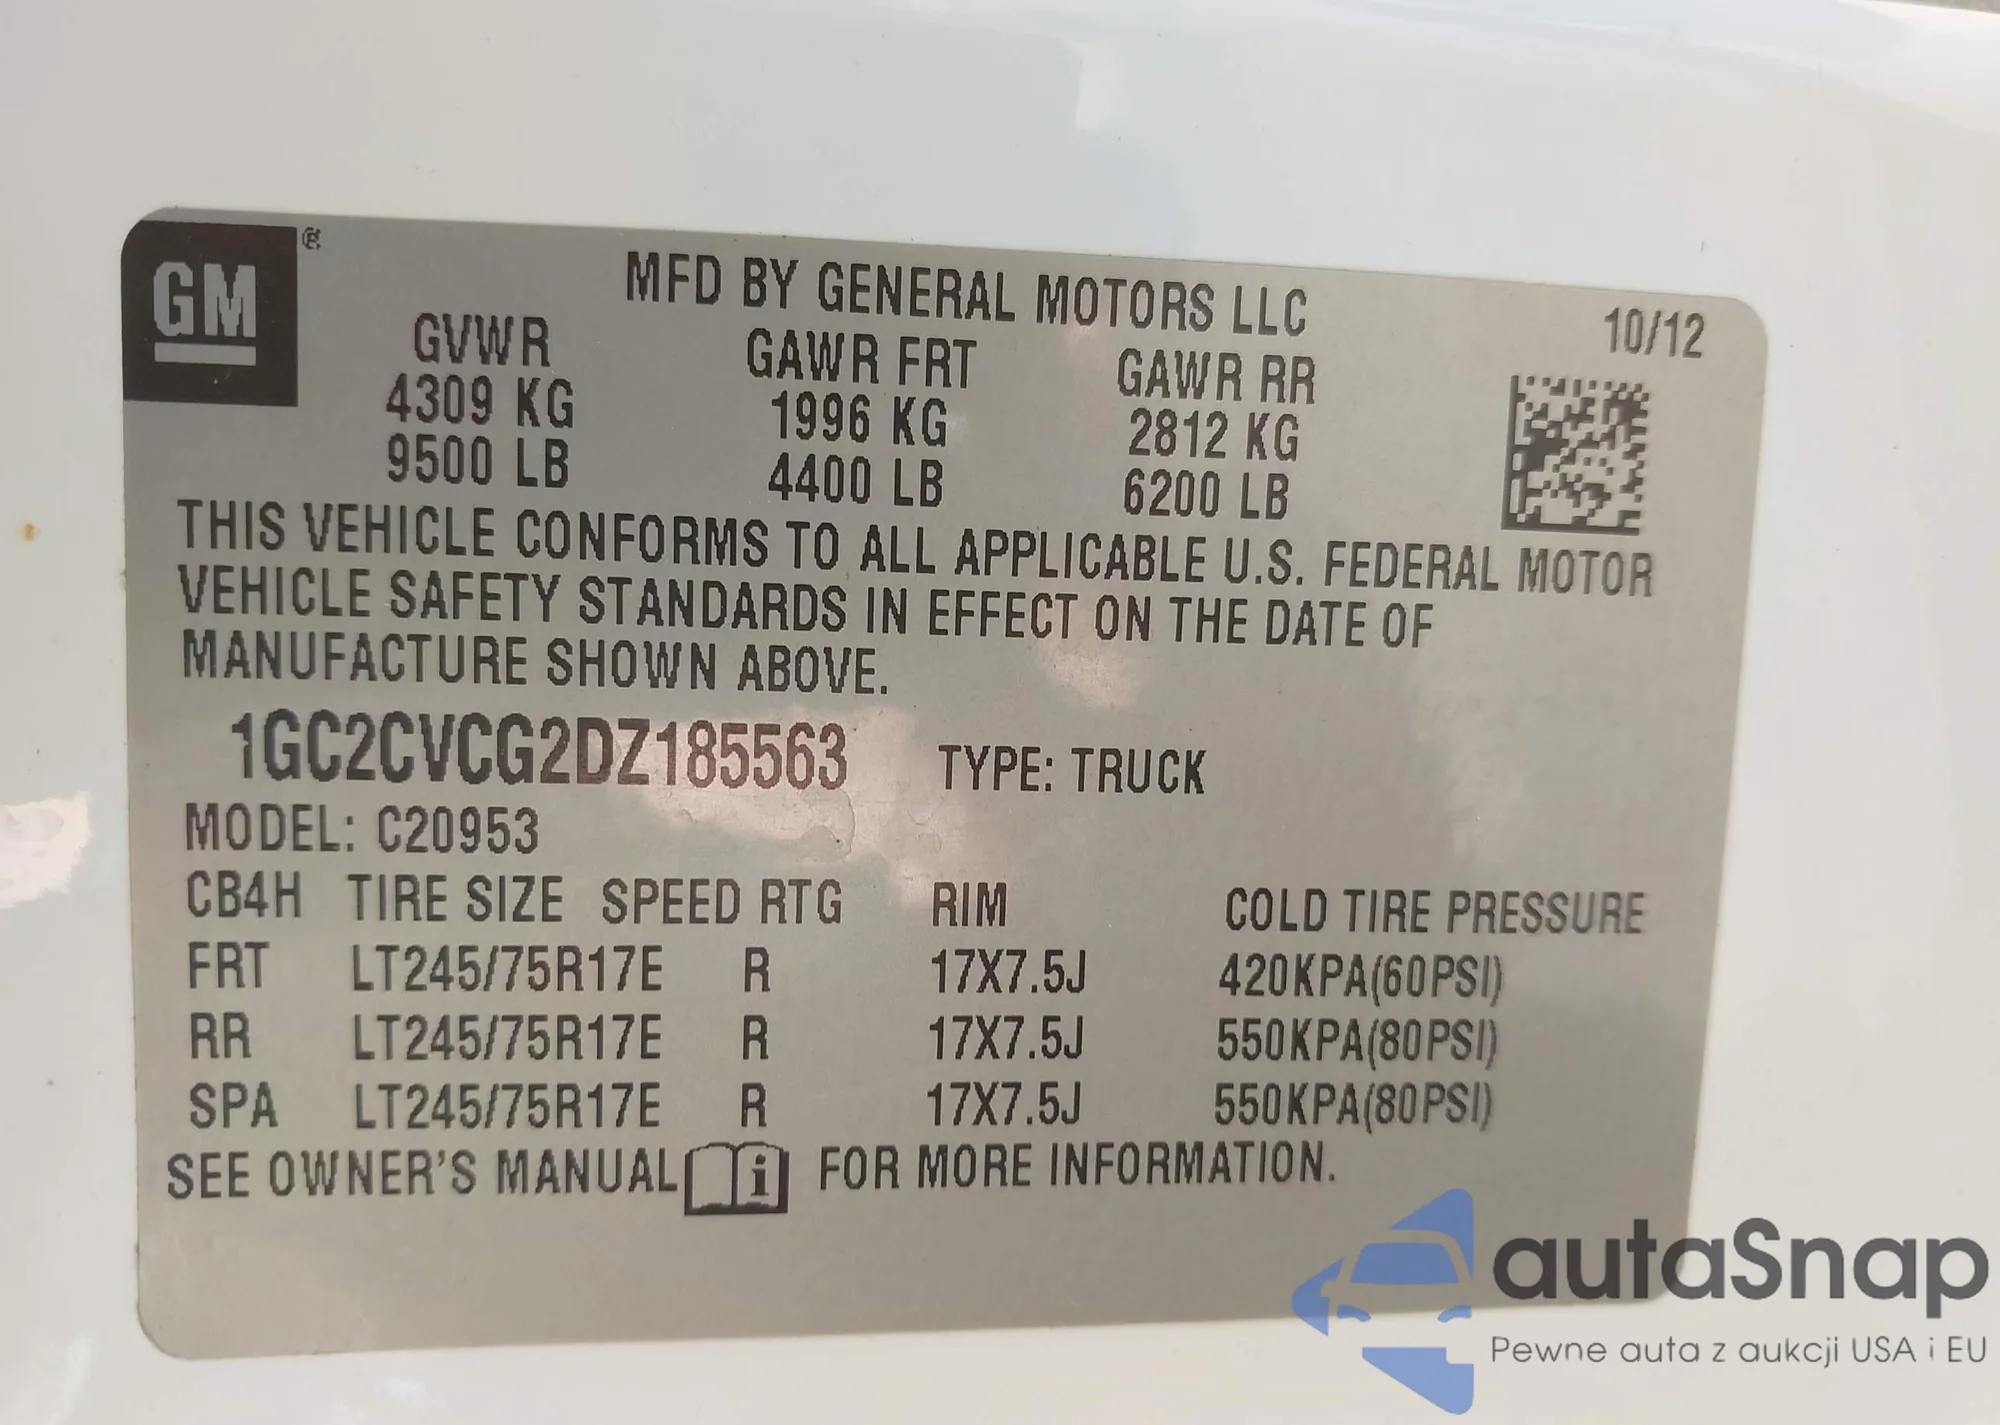 GM ®
MFD BY GENERAL MOTORS LLC 10/12
GVWR GAWR FRT GAWR RR
4309 KG 1996 KG 2812 KG
9500 LB 4400 LB 6200 LB
THIS VEHICLE CONFORMS TO ALL APPLICABLE U.S. FEDERAL MOTOR
VEHICLE SAFETY STANDARDS IN EFFECT ON THE DATE OF
MANUFACTURE SHOWN ABOVE.
1GC2CVCG2DZ185563 TYPE: TRUCK
MODEL: C20953
CB4H TIRE SIZE SPEED RTG RIM COLD TIRE PRESSURE
FRT LT245/75R17E R 17X7.5J 420KPA(60PSI)
RR LT245/75R17E R 17X7.5J 550KPA(80PSI)
SPA LT245/75R17E R 17X7.5J 550KPA(80PSI)
SEE OWNER'S MANUAL i FOR MORE INFORMATION.
autaSnap
Pewne auta z aukcji USA i EU